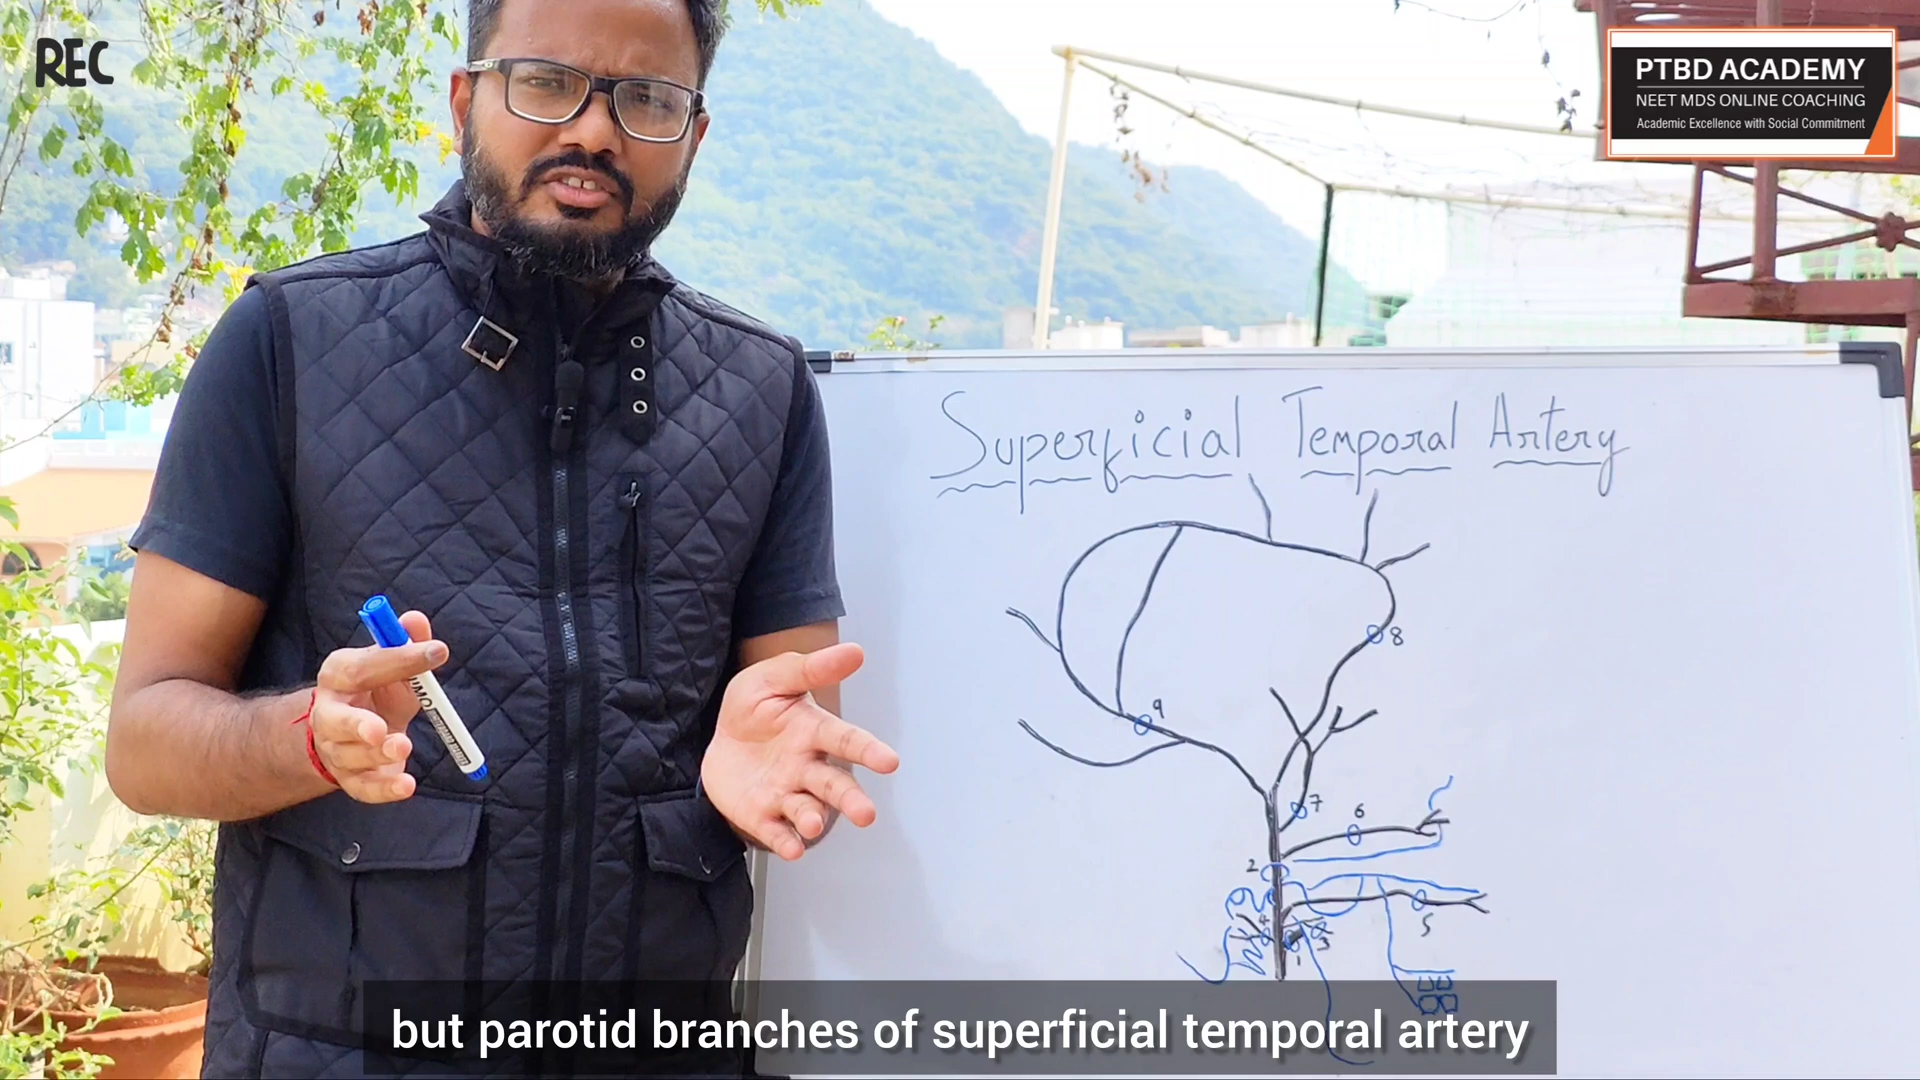 REC
PTBD ACADEMY
NEET MDS ONLINE COACHING
Academic Excellence with Social Commitment
Superficial Temporal Artery
8
9
7
6
2
5
4
3
1
but parotid branches of superficial temporal artery